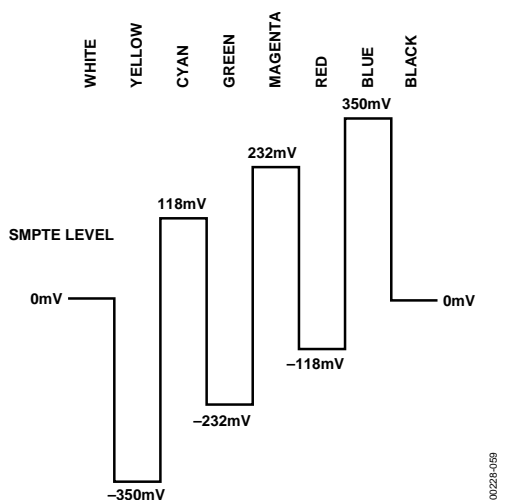 WHITE
YELLOW
CYAN
GREEN
MAGENTA
RED
BLUE
BLACK
350mV
232mV
118mV
SMPTE LEVEL
0mV
0mV
–118mV
–232mV
–350mV
00228-059